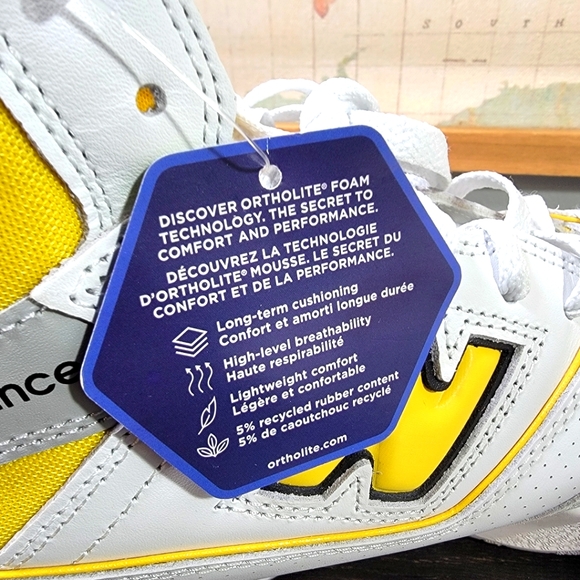 SOUTH
DISCOVER ORTHOLITE® FOAM
TECHNOLOGY. THE SECRET TO
COMFORT AND PERFORMANCE.
DÉCOUVREZ LA TECHNOLOGIE
D'ORTHOLITE® MOUSSE. LE SECRET DU
CONFORT ET DE LA PERFORMANCE.
Long-term cushioning
Confort et amorti longue durée
High-level breathability
Haute respirabilité
Lightweight comfort
Légère et confortable
5% recycled rubber content
5% de caoutchouc recyclé
ortholite.com
nce
N